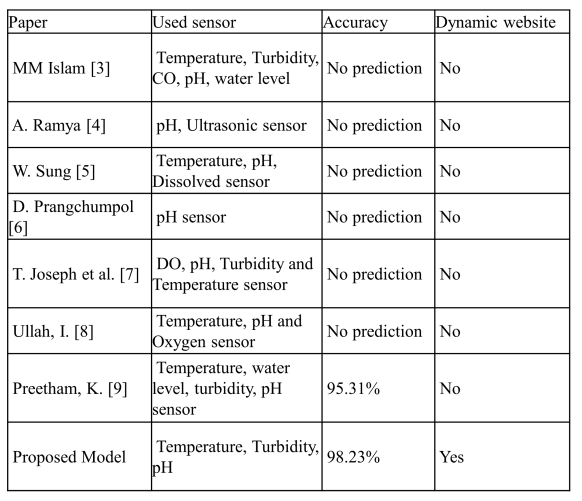 Paper Used sensor Accuracy Dynamic website
MM Islam [3] Temperature, Turbidity, CO, pH, water level No prediction No
A. Ramya [4] pH, Ultrasonic sensor No prediction No
W. Sung [5] Temperature, pH, Dissolved sensor No prediction No
D. Prangchumpol [6] pH sensor No prediction No
T. Joseph et al. [7] DO, pH, Turbidity and Temperature sensor No prediction No
Ullah, I. [8] Temperature, pH and Oxygen sensor No prediction No
Preetham, K. [9] Temperature, water level, turbidity, pH sensor 95.31% No
Proposed Model Temperature, Turbidity, pH 98.23% Yes